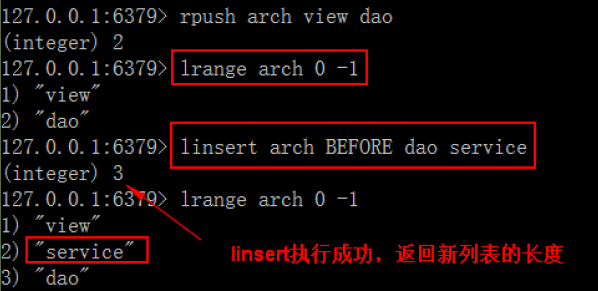 127.0.0.1:6379> rpush arch view dao
(integer) 2
127.0.0.1:6379> lrange arch 0 -1
1) "view"
2) "dao"
127.0.0.1:6379> linsert arch BEFORE dao service
(integer) 3
127.0.0.1:6379> lrange arch 0 -1
1) "view"
2) "service"
linsert执行成功，返回新列表的长度
3) "dao"